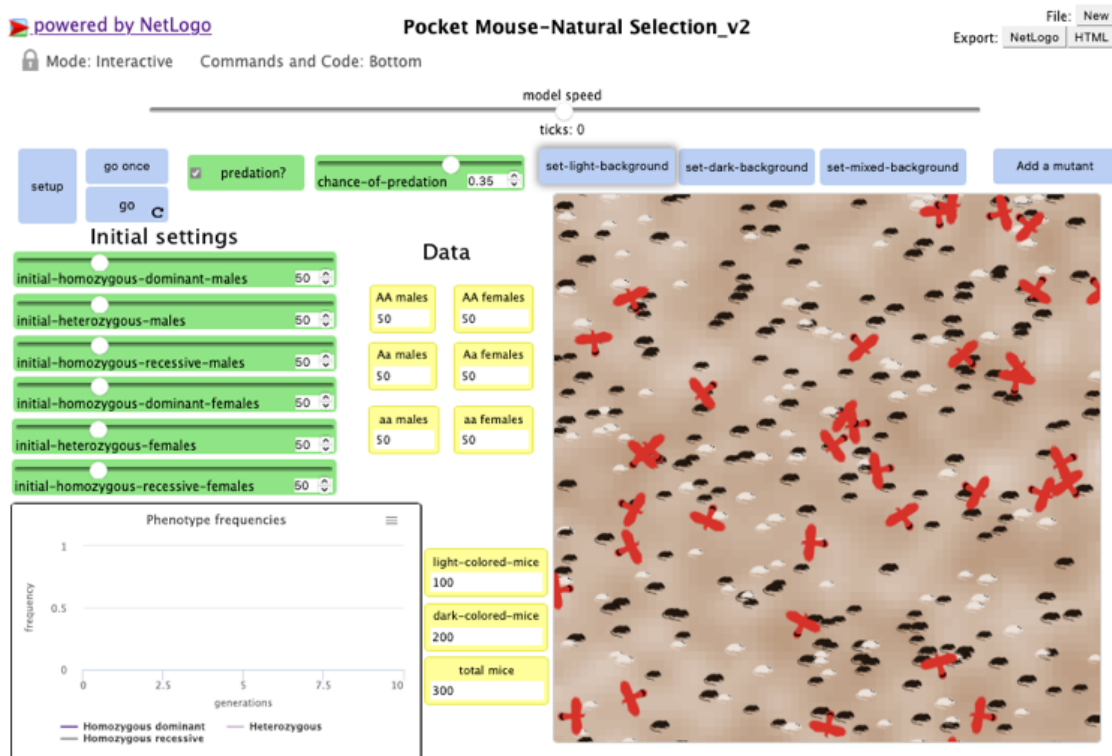 powered by NetLogo
Pocket Mouse-Natural Selection_v2
File: New
Export: NetLogo HTML
Mode: Interactive Commands and Code: Bottom
model speed
ticks: 0
setup
go once
go
predation?
chance-of-predation 0.35
set-light-background
set-dark-background
set-mixed-background
Add a mutant
Initial settings
initial-homozygous-dominant-males 50
initial-heterozygous-males 50
initial-homozygous-recessive-males 50
initial-homozygous-dominant-females 50
initial-heterozygous-females 50
initial-homozygous-recessive-females 50
Data
AA males
50
AA females
50
Aa males
50
Aa females
50
aa males
50
aa females
50
Phenotype frequencies
1
0.5
0
frequency
0 2.5 5 7.5 10
generations
Homozygous dominant Heterozygous
Homozygous recessive
light-colored-mice
100
dark-colored-mice
200
total mice
300